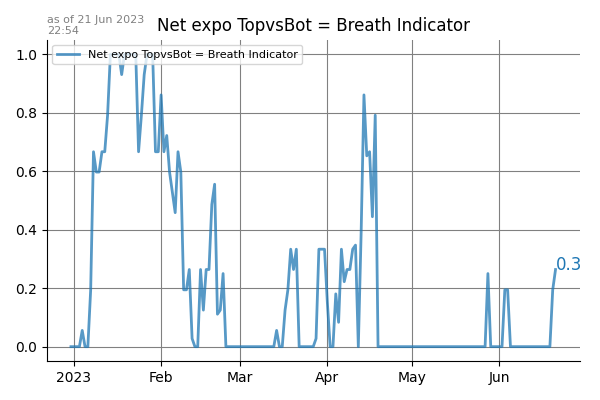 as of 21 Jun 2023
22:54
Net expo TopvsBot = Breath Indicator
Net expo TopvsBot = Breath Indicator
1.0
0.8
0.6
0.4
0.2
0.0
0.3
2023 Feb Mar Apr May Jun